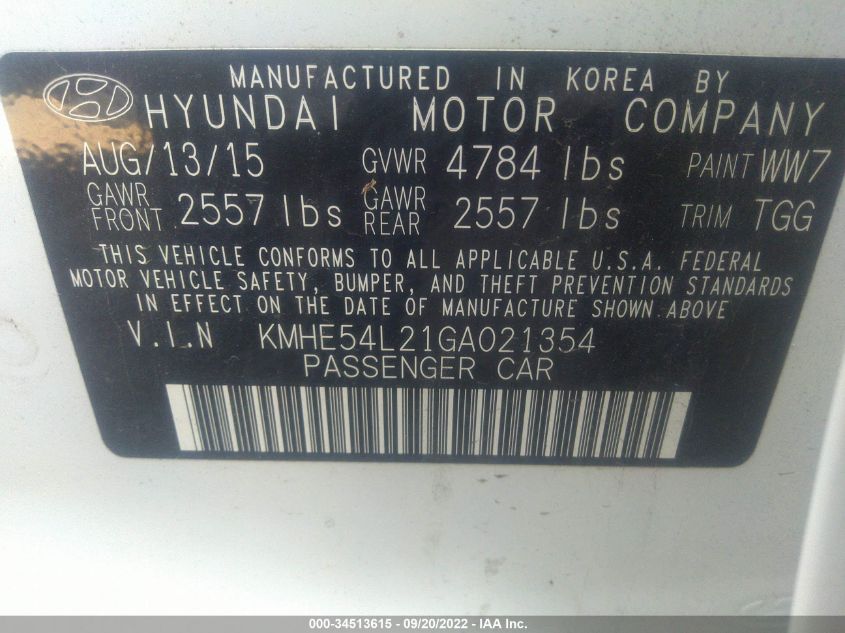 MANUFACTURED IN KOREA BY
HYUNDAI MOTOR COMPANY
AUG/13/15 GVWR 4784 lbs PAINT WW7
GAWR FRONT 2557 lbs GAWR REAR 2557 lbs TRIM TGG
THIS VEHICLE CONFORMS TO ALL APPLICABLE U.S.A. FEDERAL
MOTOR VEHICLE SAFETY, BUMPER, AND THEFT PREVENTION STANDARDS
IN EFFECT ON THE DATE OF MANUFACTURE SHOWN ABOVE
V.I.N KMHE54L21GA021354
PASSENGER CAR
000-34513615 - 09/20/2022 - IAA Inc.